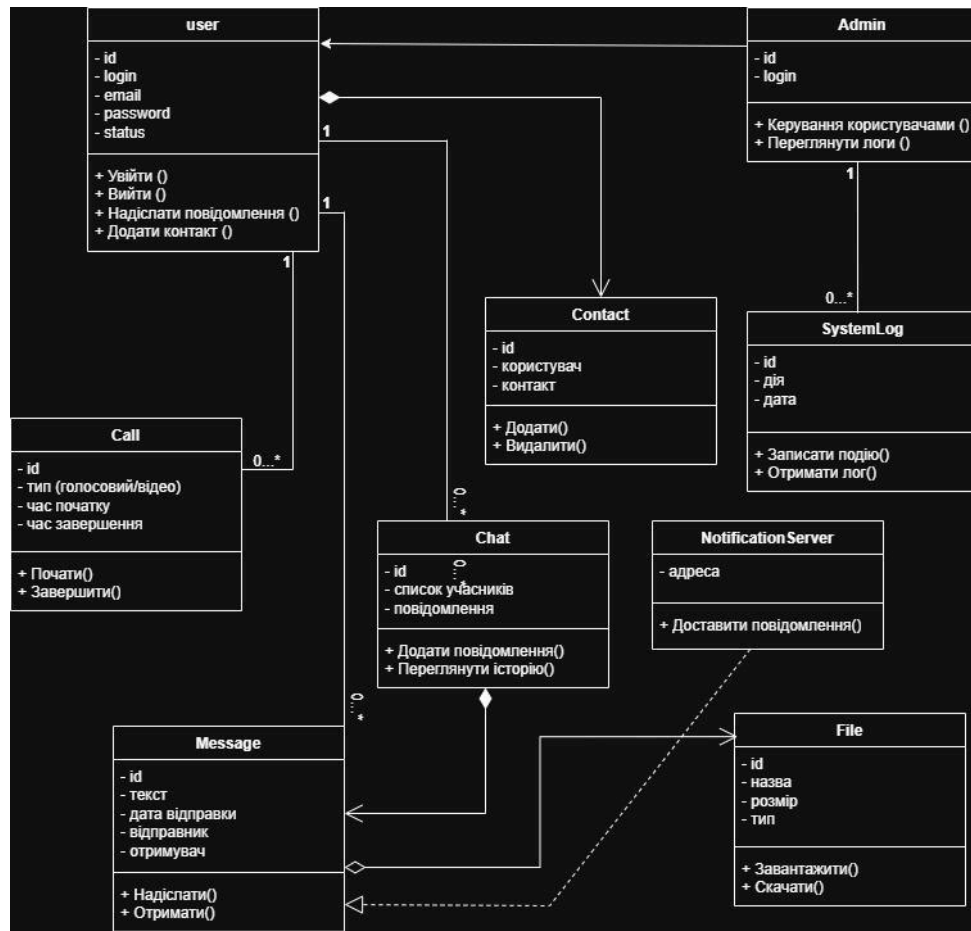 user
- id
- login
- email
- password
- status
+ Увійти ()
+ Вийти ()
+ Надіслати повідомлення ()
+ Додати контакт ()
1
1
1
Admin
- id
- login
+ Керування користувачами ()
+ Переглянути логи ()
1
0...*
Contact
- id
- користувач
- контакт
+ Додати()
+ Видалити()
SystemLog
- id
- дія
- дата
+ Записати подію()
+ Отримати лог()
Call
- id
- тип (голосовий/відео)
- час початку
- час завершення
+ Почати()
+ Завершити()
0...*
0...*
Chat
- id
0...*
- список учасників
- повідомлення
+ Додати повідомлення()
+ Переглянути історію()
NotificationServer
- адреса
+ Доставити повідомлення()
0...*
Message
- id
- текст
- дата відправки
- відправник
- отримувач
+ Надіслати()
+ Отримати()
File
- id
- назва
- розмір
- тип
+ Завантажити()
+ Скачати()